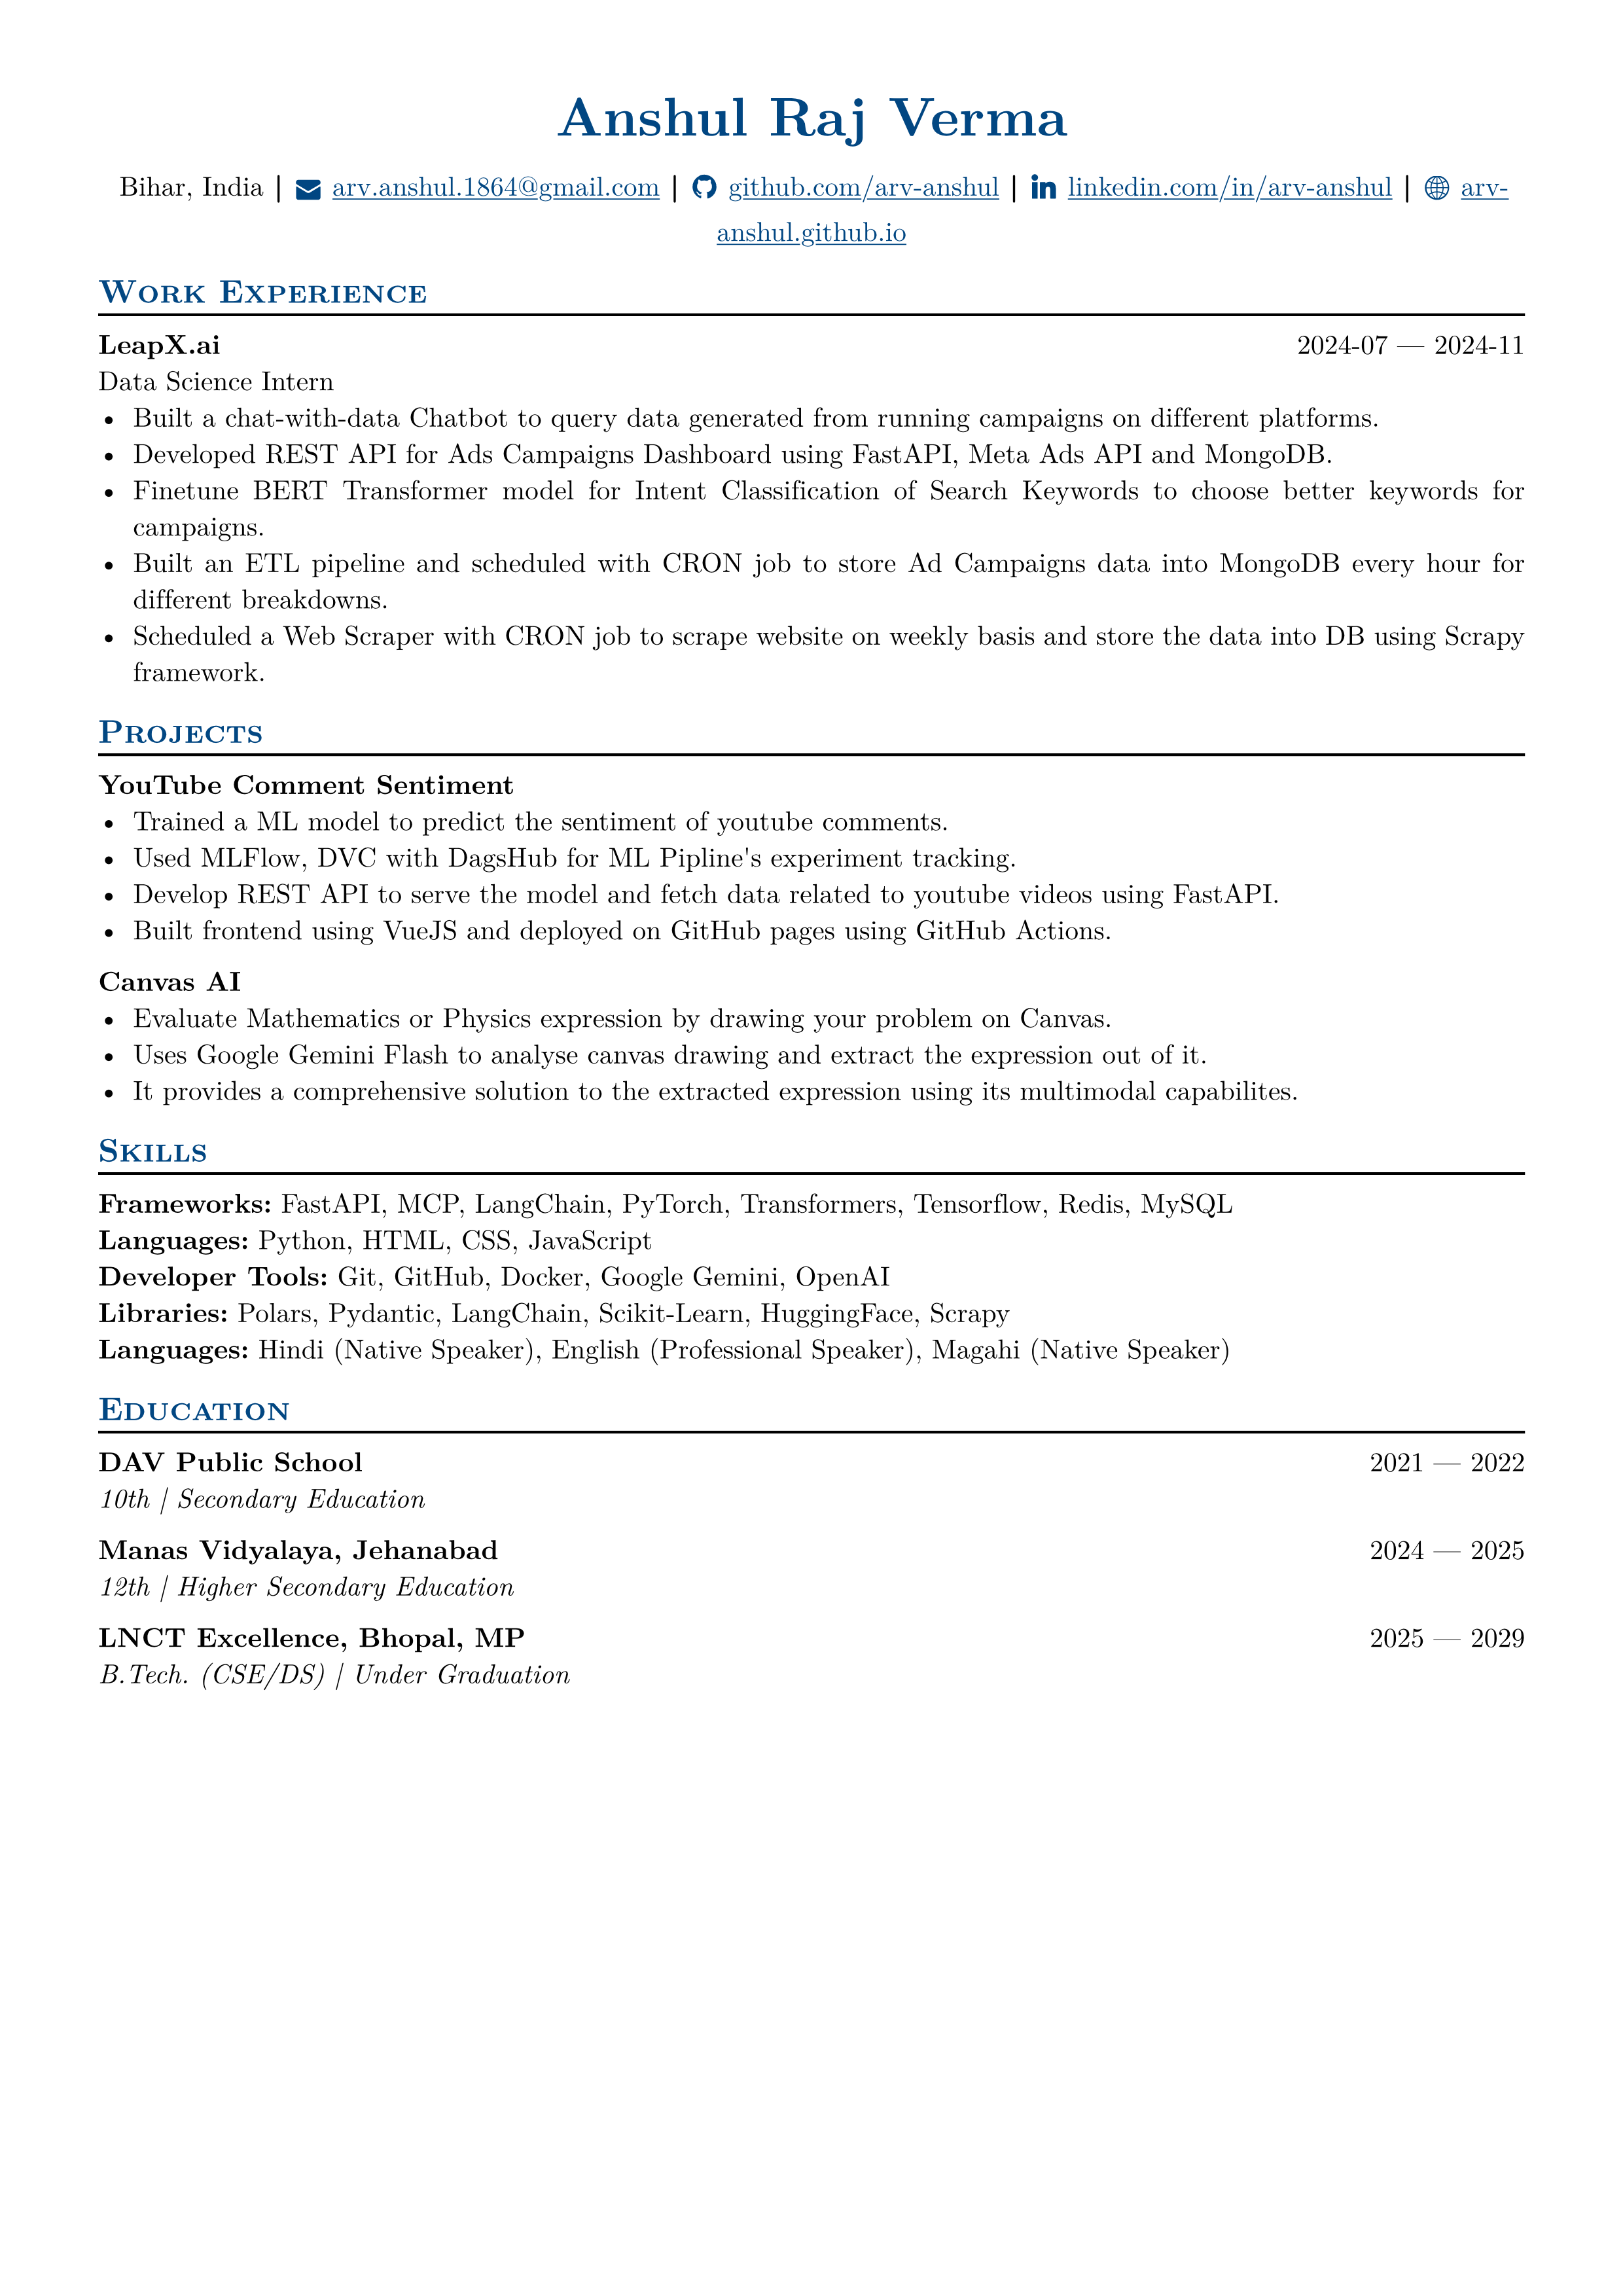 Anshul Raj Verma
Bihar, India | arv.anshul.1864@gmail.com | github.com/arv-anshul | linkedin.com/in/arv-anshul | arv-
anshul.github.io
Work Experience
LeapX.ai 2024-07 — 2024-11
Data Science Intern
• Built a chat-with-data Chatbot to query data generated from running campaigns on different platforms.
• Developed REST API for Ads Campaigns Dashboard using FastAPI, Meta Ads API and MongoDB.
• Finetune BERT Transformer model for Intent Classification of Search Keywords to choose better keywords for
campaigns.
• Built an ETL pipeline and scheduled with CRON job to store Ad Campaigns data into MongoDB every hour for
different breakdowns.
• Scheduled a Web Scraper with CRON job to scrape website on weekly basis and store the data into DB using Scrapy
framework.
Projects
YouTube Comment Sentiment
• Trained a ML model to predict the sentiment of youtube comments.
• Used MLFlow, DVC with DagsHub for ML Pipline's experiment tracking.
• Develop REST API to serve the model and fetch data related to youtube videos using FastAPI.
• Built frontend using VueJS and deployed on GitHub pages using GitHub Actions.
Canvas AI
• Evaluate Mathematics or Physics expression by drawing your problem on Canvas.
• Uses Google Gemini Flash to analyse canvas drawing and extract the expression out of it.
• It provides a comprehensive solution to the extracted expression using its multimodal capabilites.
Skills
Frameworks: FastAPI, MCP, LangChain, PyTorch, Transformers, Tensorflow, Redis, MySQL
Languages: Python, HTML, CSS, JavaScript
Developer Tools: Git, GitHub, Docker, Google Gemini, OpenAI
Libraries: Polars, Pydantic, LangChain, Scikit-Learn, HuggingFace, Scrapy
Languages: Hindi (Native Speaker), English (Professional Speaker), Magahi (Native Speaker)
Education
DAV Public School 2021 — 2022
10th | Secondary Education
Manas Vidyalaya, Jehanabad 2024 — 2025
12th | Higher Secondary Education
LNCT Excellence, Bhopal, MP 2025 — 2029
B.Tech. (CSE/DS) | Under Graduation